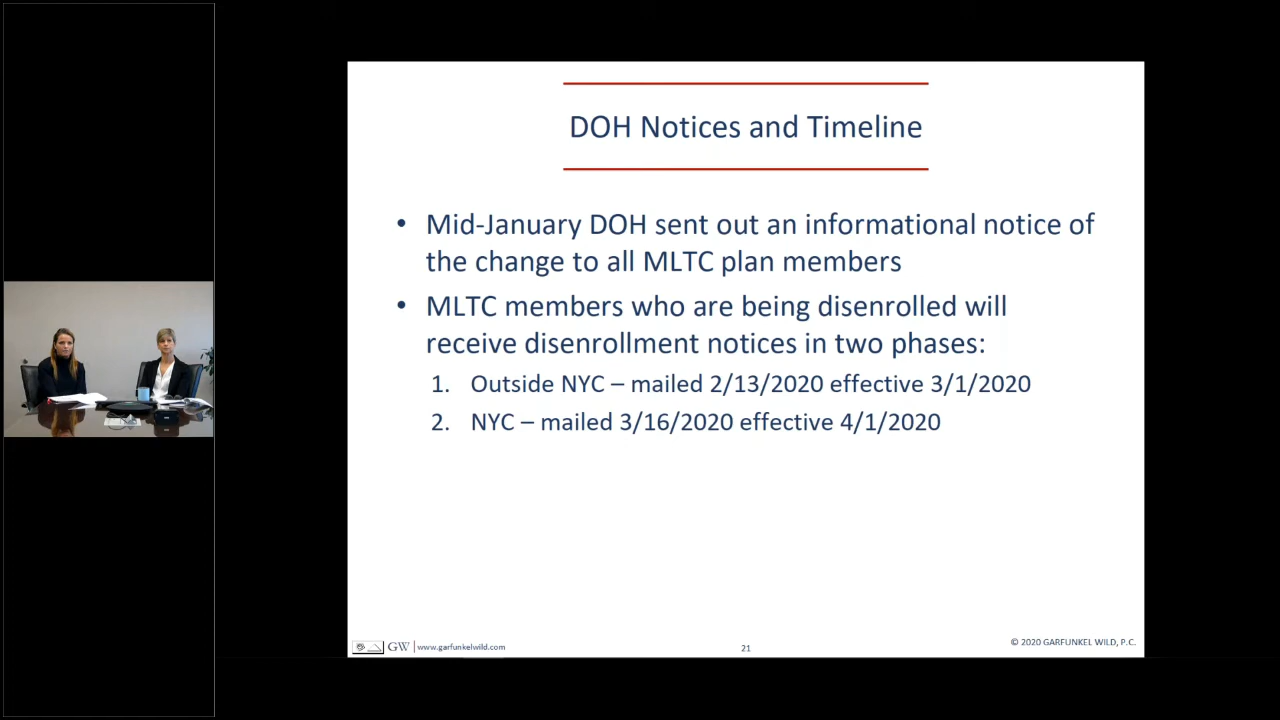 DOH Notices and Timeline
• Mid-January DOH sent out an informational notice of
the change to all MLTC plan members
• MLTC members who are being disenrolled will
receive disenrollment notices in two phases:
1. Outside NYC – mailed 2/13/2020 effective 3/1/2020
2. NYC – mailed 3/16/2020 effective 4/1/2020
GW | www.garfunkelwild.com
21
© 2020 GARFUNKEL WILD, P.C.